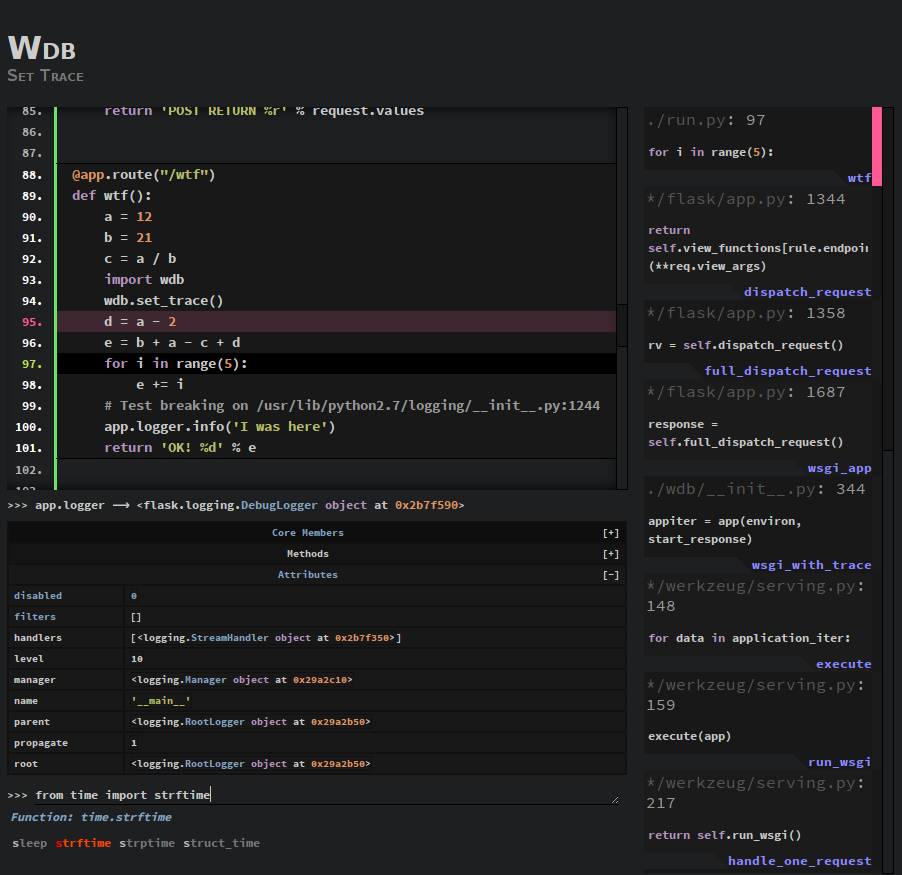 WDB
SET TRACE
85. return 'POST RETURN %r' % request.values
86.
87.
88. @app.route("/wtf")
89. def wtf():
90. a = 12
91. b = 21
92. c = a / b
93. import wdb
94. wdb.set_trace()
95. d = a - 2
96. e = b + a - c + d
97. for i in range(5):
98. e += i
99. # Test breaking on /usr/lib/python2.7/logging/__init__.py:1244
100. app.logger.info('I was here')
101. return 'OK! %d' % e
102.
>>> app.logger ⟶ <flask.logging.DebugLogger object at 0x2b7f590>
Core Members [+]
Methods [+]
Attributes [-]
disabled 0
filters []
handlers [<logging.StreamHandler object at 0x2b7f350>]
level 10
manager <logging.Manager object at 0x29a2c10>
name '__main__'
parent <logging.RootLogger object at 0x29a2b50>
propagate 1
root <logging.RootLogger object at 0x29a2b50>
>>> from time import strftime
Function: time.strftime
sleep strftime strptime struct_time
./run.py: 97
for i in range(5):
wtf
*/flask/app.py: 1344
return
self.view_functions[rule.endpoin
(**req.view_args)
dispatch_request
*/flask/app.py: 1358
rv = self.dispatch_request()
full_dispatch_request
*/flask/app.py: 1687
response =
self.full_dispatch_request()
wsgi_app
./wdb/__init__.py: 344
appiter = app(environ,
start_response)
wsgi_with_trace
*/werkzeug/serving.py:
148
for data in application_iter:
execute
*/werkzeug/serving.py:
159
execute(app)
run_wsgi
*/werkzeug/serving.py:
217
return self.run_wsgi()
handle_one_request